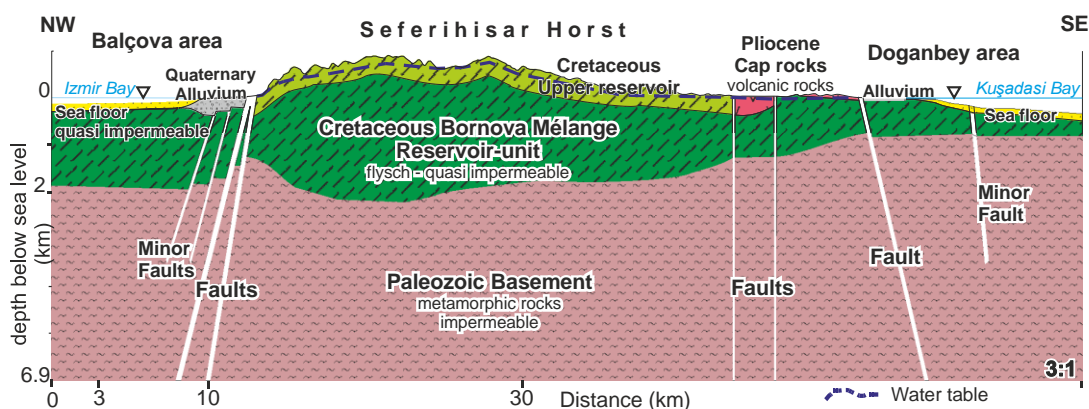 NW
Seferihisar Horst
SE
Balçova area
Pliocene
Cap rocks
volcanic rocks
Doganbey area
Izmir Bay
Quaternary
Alluvium
Cretaceous
Upper reservoir
Alluvium
Kuşadasi Bay
0
Sea floor
quasi impermeable
Sea floor
Cretaceous Bornova Mélange
Reservoir-unit
flysch - quasi impermeable
2
Minor
Fault
Minor
Faults
Faults
Paleozoic Basement
metamorphic rocks
impermeable
Faults
Fault
depth below sea level
(km)
6.9
3:1
0
3
10
30
Distance (km)
Water table